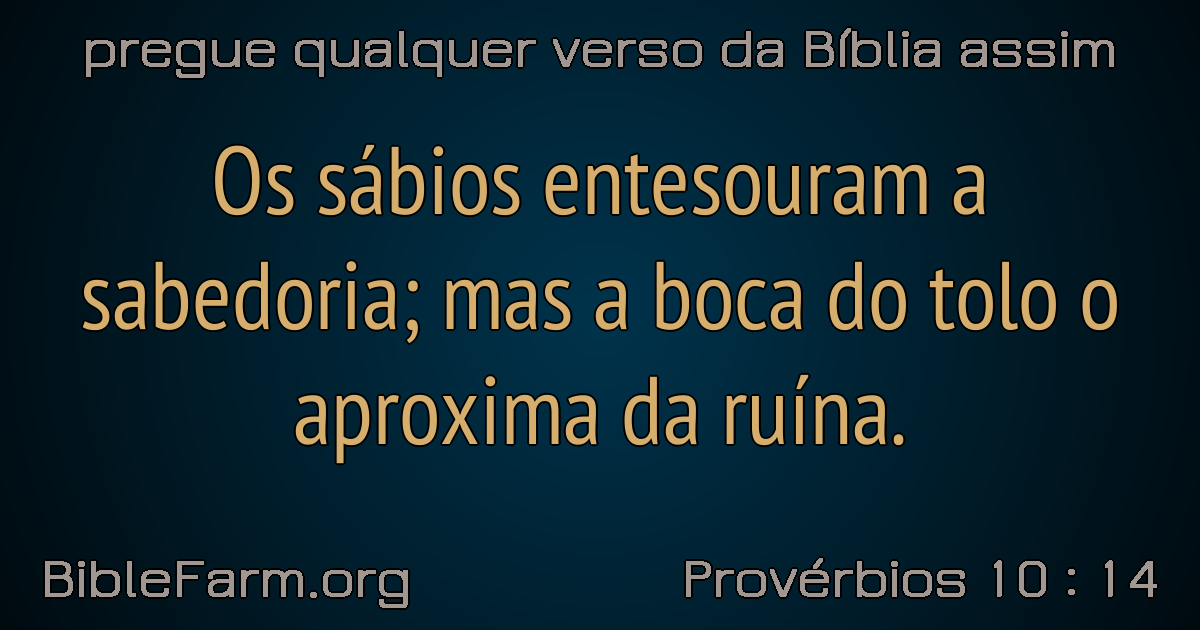 pregue qualquer verso da Bíblia assim
Os sábios entesouram a
sabedoria; mas a boca do tolo o
aproxima da ruína.
BibleFarm.org
Provérbios 10 : 14